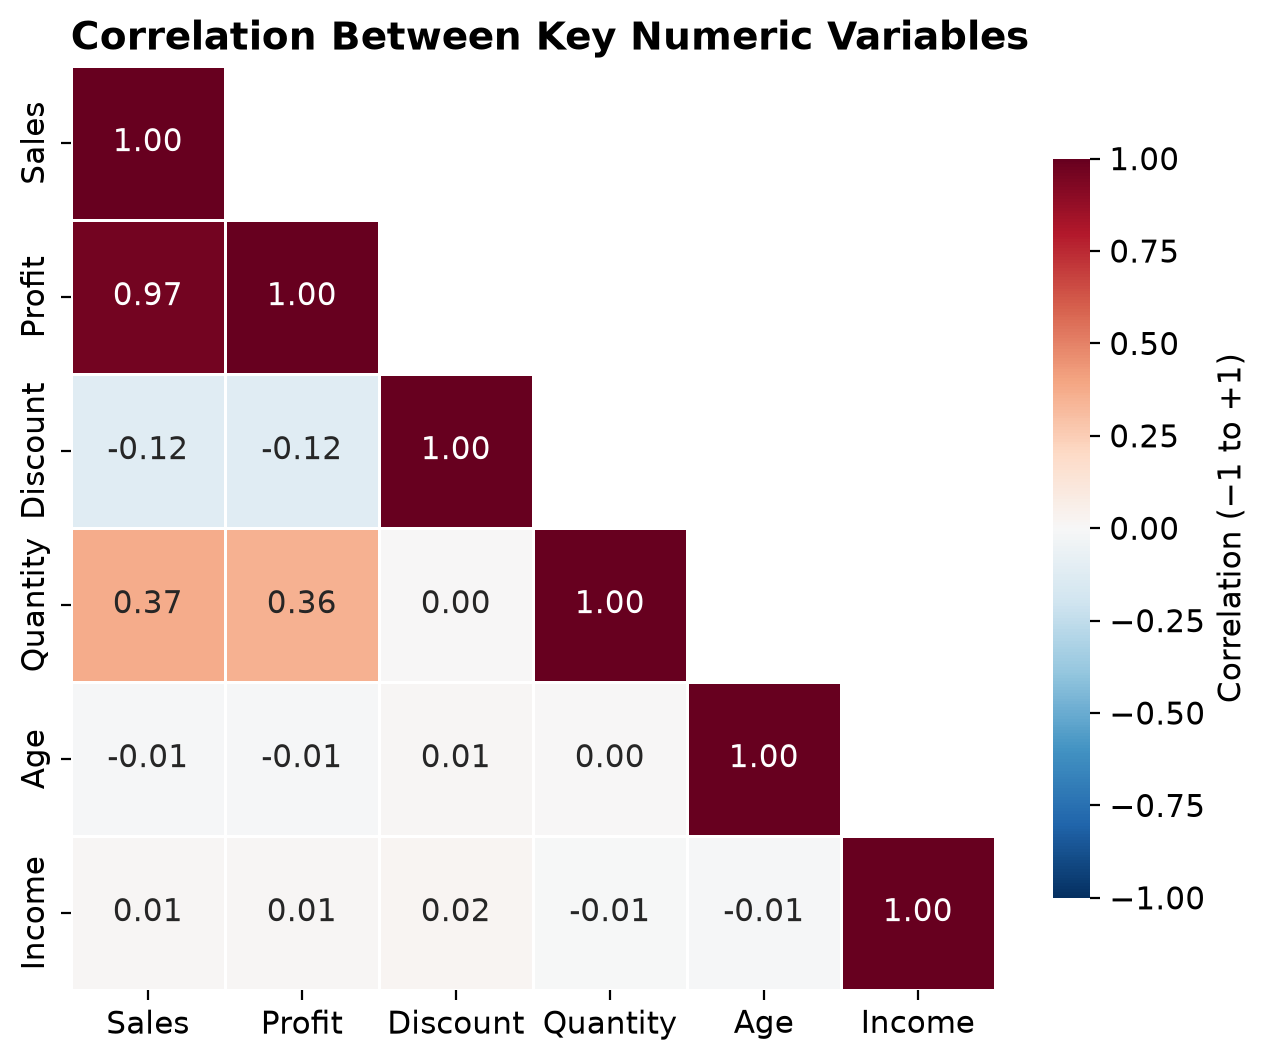 Correlation Between Key Numeric Variables
Sales
1.00
Profit
0.97 1.00
Discount
-0.12 -0.12 1.00
Quantity
0.37 0.36 0.00 1.00
Age
-0.01 -0.01 0.01 0.00 1.00
Income
0.01 0.01 0.02 -0.01 -0.01 1.00
Sales Profit Discount Quantity Age Income
1.00
0.75
0.50
0.25
0.00
−0.25
−0.50
−0.75
−1.00
Correlation (−1 to +1)